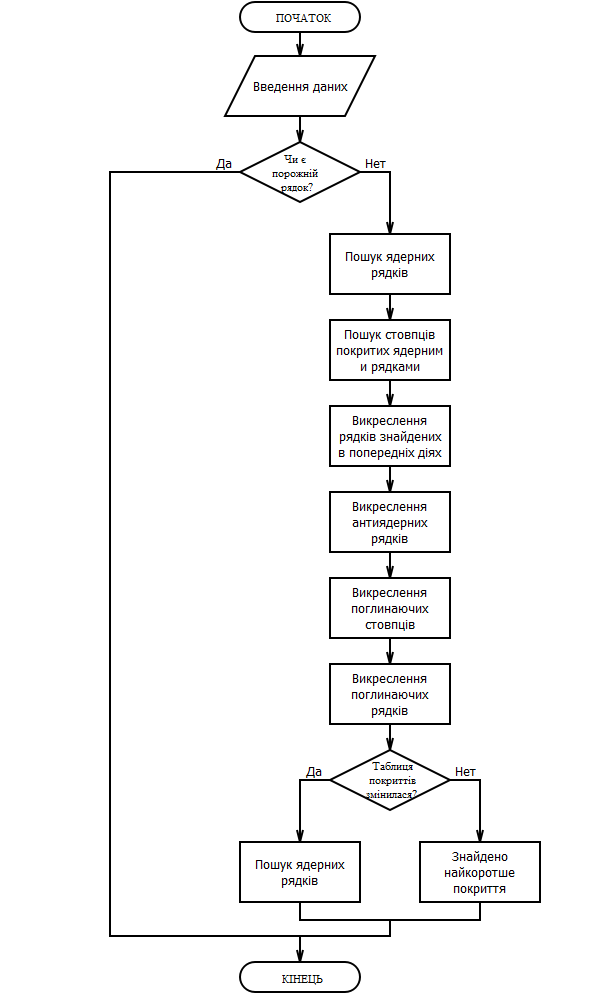 ПОЧАТОК
Введення даних
Чи є
порожній
рядок?
Да
Нет
Пошук ядерних
рядків
Пошук стовпців
покритих ядерним
и рядками
Викреслення
рядків знайдених
в попередніх діях
Викреслення
антиядерних
рядків
Викреслення
поглинаючих
стовпців
Викреслення
поглинаючих
рядків
Таблиця
покриттів
змінилася?
Да
Нет
Пошук ядерних
рядків
Знайдено
найкоротше
покриття
КІНЕЦЬ